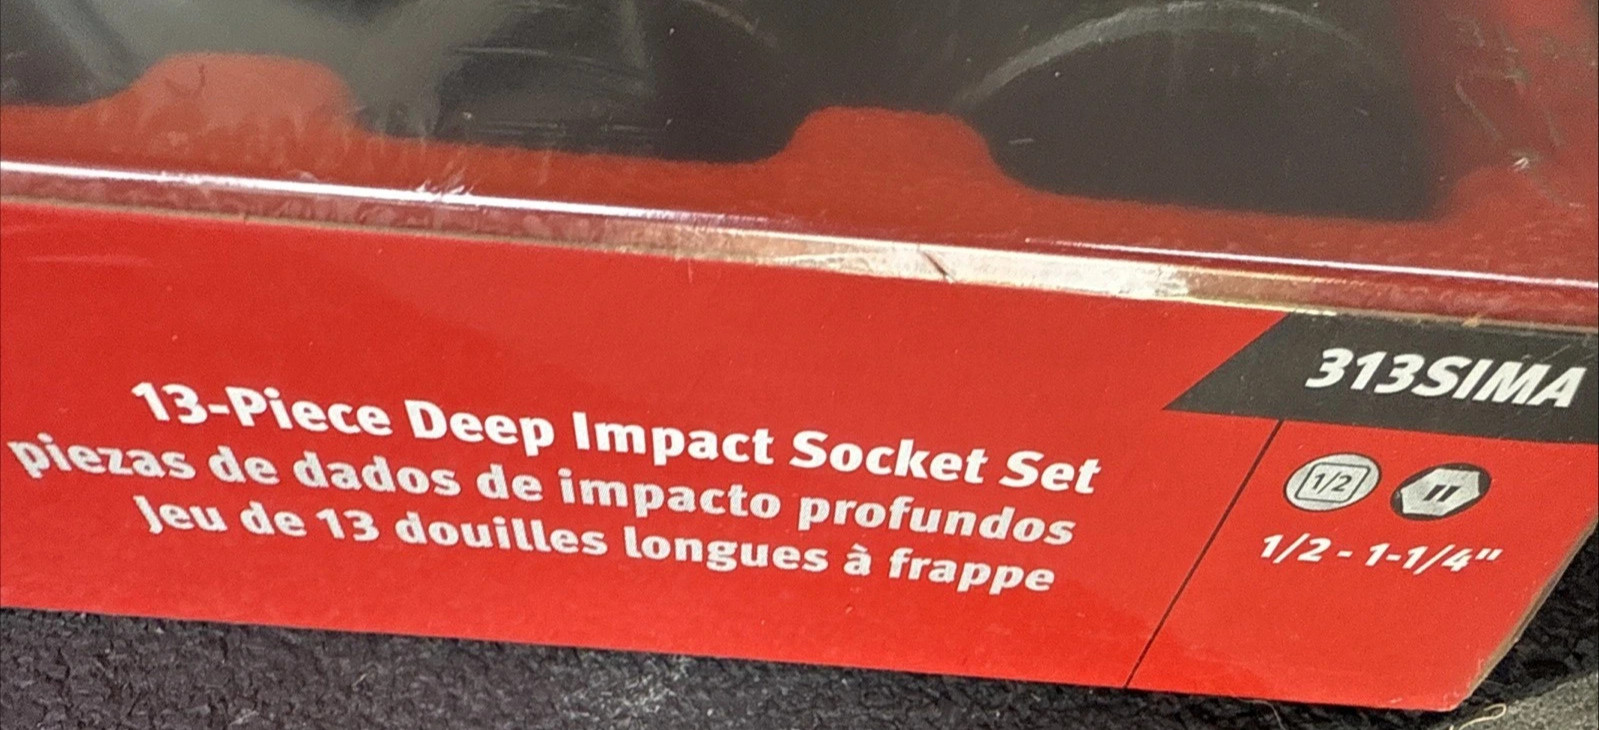 313SIMA
13-Piece Deep Impact Socket Set
piezas de dados de impacto profundos
Jeu de 13 douilles longues à frappe
1/2
"
1/2 - 1-1/4"